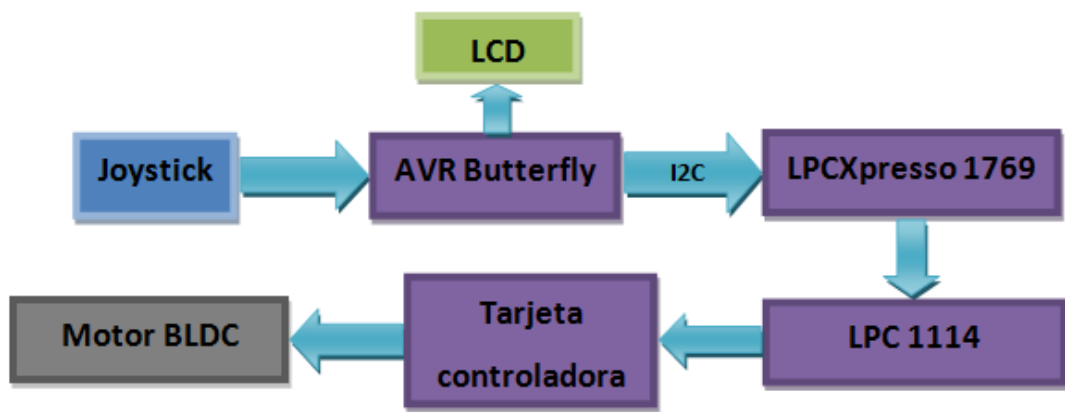 LCD
Joystick
AVR Butterfly
I2C
LPCXpresso 1769
Motor BLDC
Tarjeta
controladora
LPC 1114